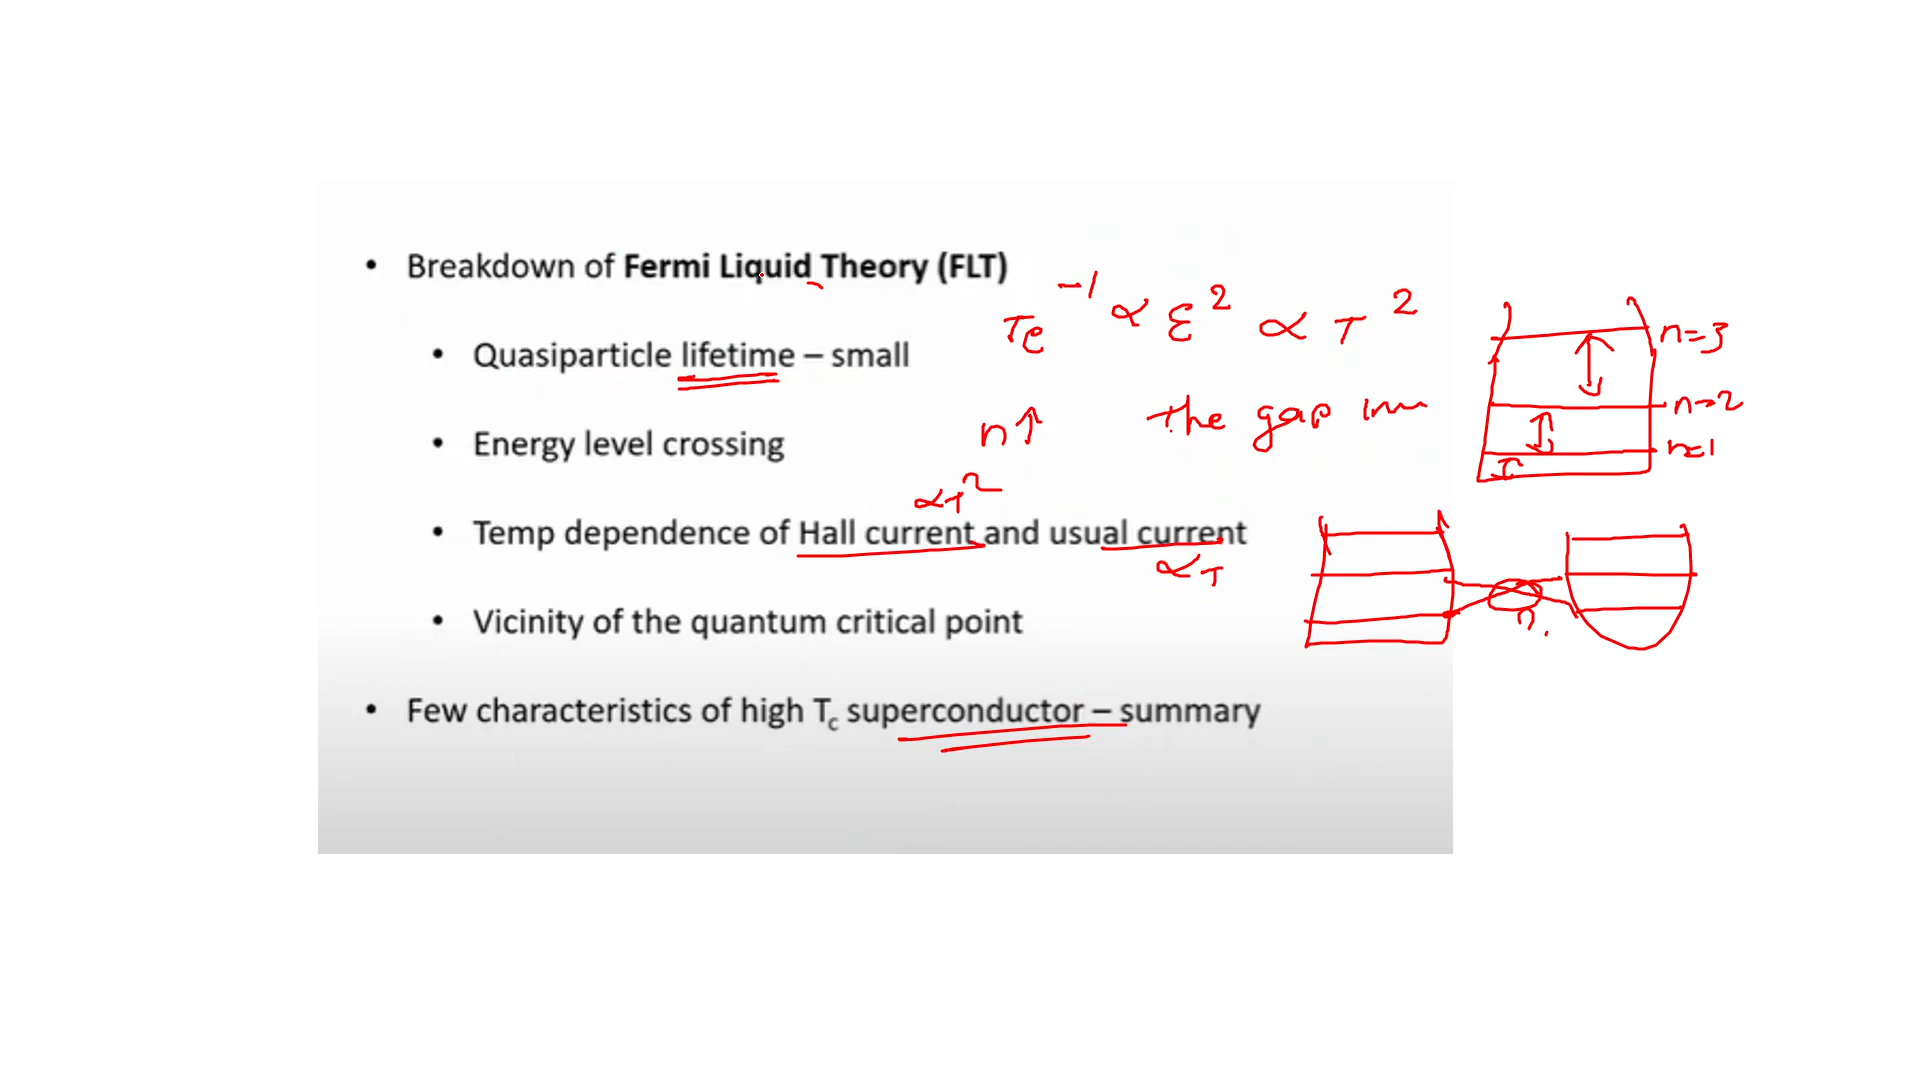 • Breakdown of Fermi Liquid Theory (FLT)
τe⁻¹ ∝ ε² ∝ T²
n=3
• Quasiparticle lifetime – small
n↑ the gap
n=2
• Energy level crossing
n=1
∝T²
• Temp dependence of Hall current and usual current
∝T
• Vicinity of the quantum critical point
• Few characteristics of high Tc superconductor – summary